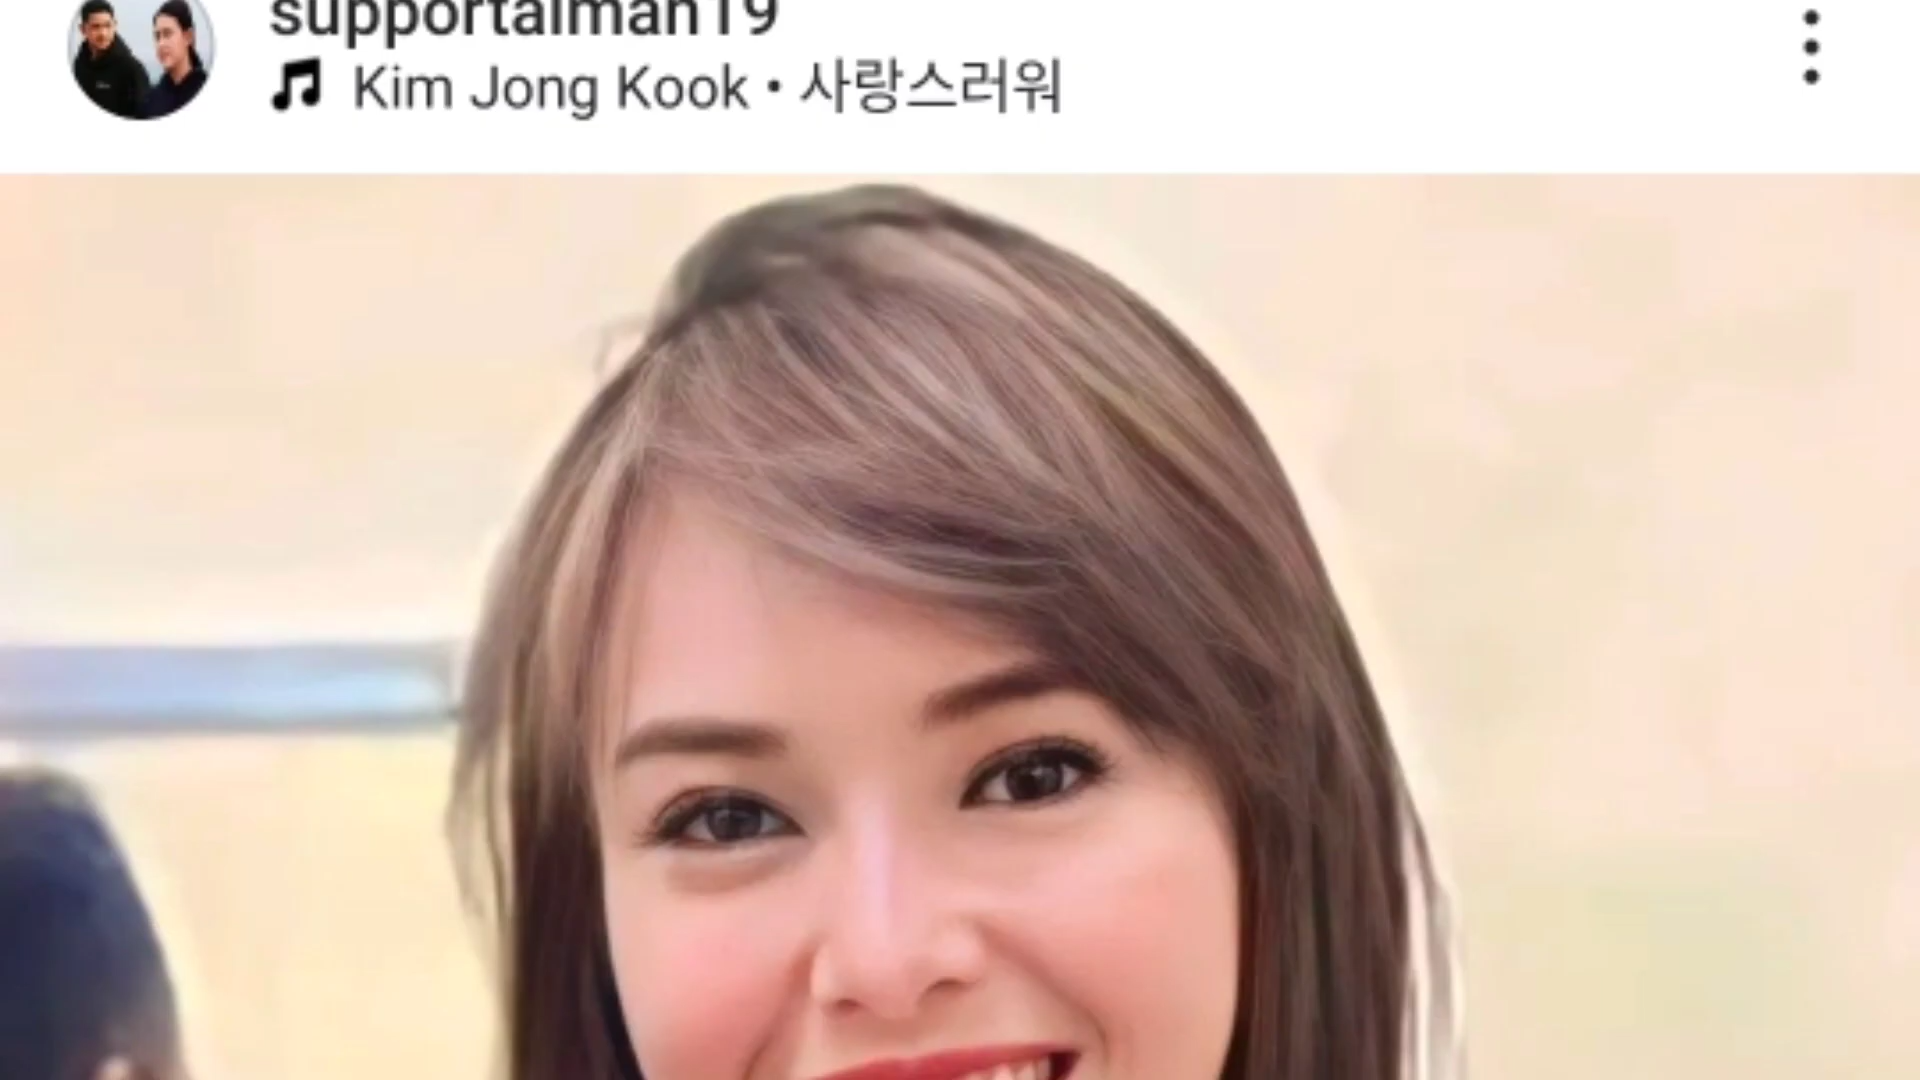 supportalman19
Kim Jong Kook • 사랑스러워